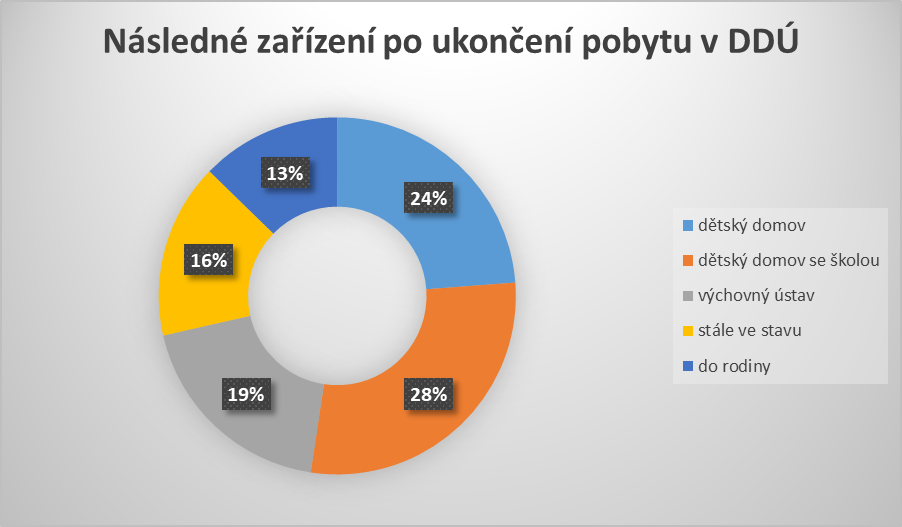 Následné zařízení po ukončení pobytu v DDÚ
13%
24%
16%
19%
28%
dětský domov
dětský domov se školou
výchovný ústav
stále ve stavu
do rodiny